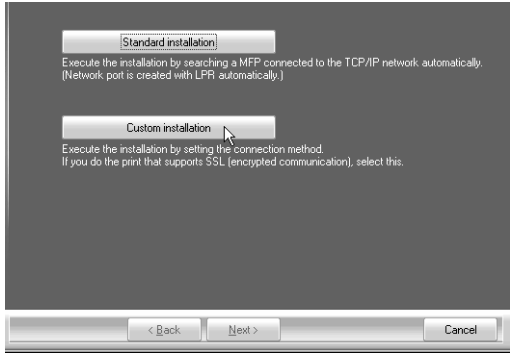 Standard installation
Execute the installation by searching a MFP connected to the TCP/IP network automatically.
(Network port is created with LPR automatically.)
Custom installation
Execute the installation by setting the connection method.
If you do the print that supports SSL (encrypted communication), select this.
< Back Next > Cancel